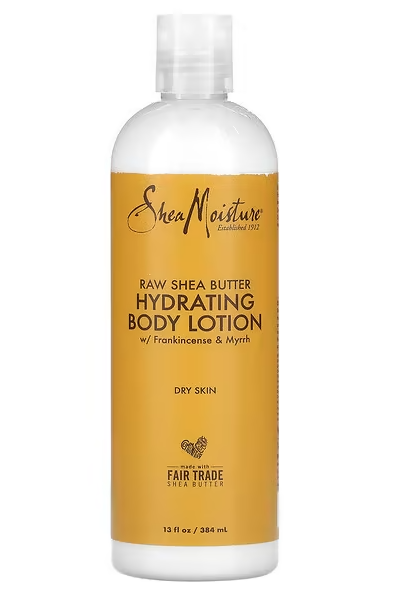 SheaMoisture®
Established 1912
RAW SHEA BUTTER
HYDRATING
BODY LOTION
w/ Frankincense & Myrrh
DRY SKIN
made with
FAIR TRADE
SHEA BUTTER
13 fl oz / 384 mL